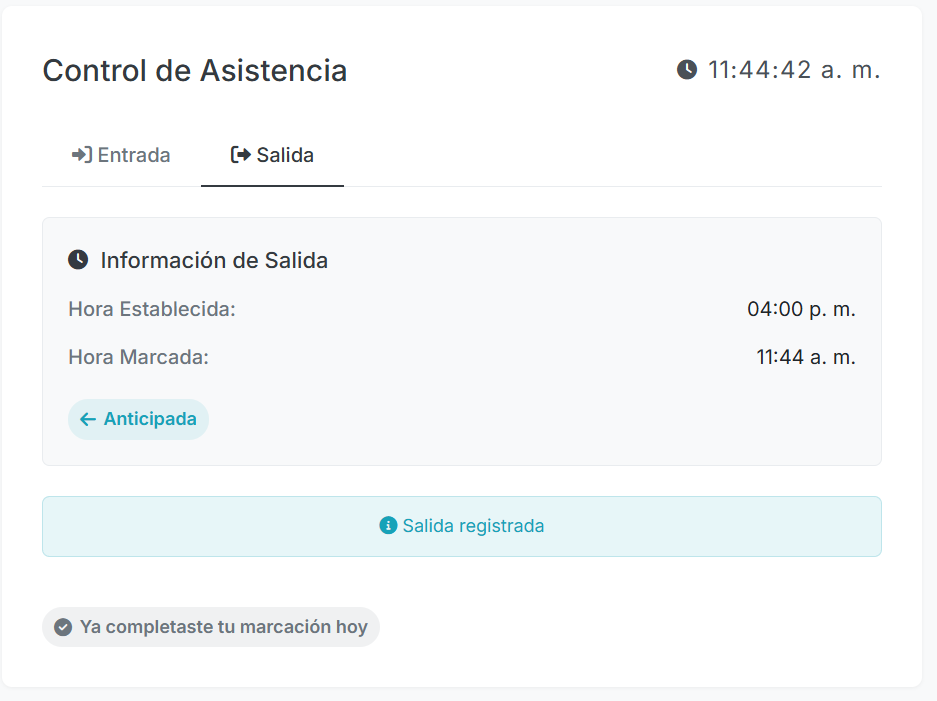 Control de Asistencia
11:44:42 a. m.
Entrada
Salida
Información de Salida
Hora Establecida:
04:00 p. m.
Hora Marcada:
11:44 a. m.
Anticipada
Salida registrada
Ya completaste tu marcación hoy